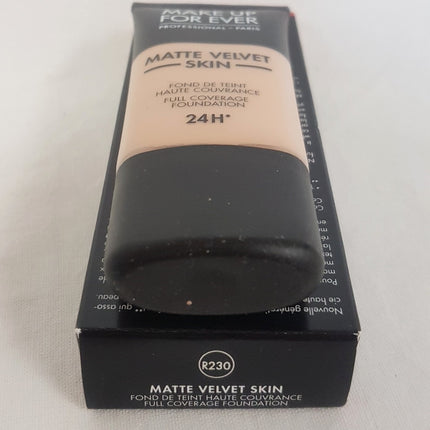 MAKE UP
FOR EVER
PROFESSIONAL - PARIS
MATTE VELVET
SKIN
FOND DE TEINT
HAUTE COUVRANCE
FULL COVERAGE
FOUNDATION
24H*
R230
MATTE VELVET SKIN
FOND DE TEINT HAUTE COUVRANCE
FULL COVERAGE FOUNDATION